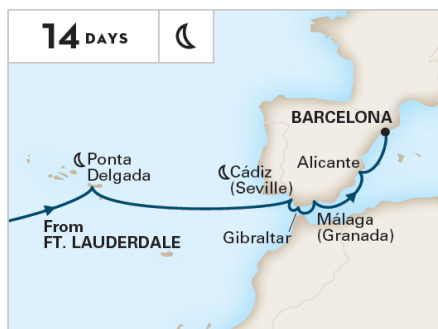 14 DAYS
BARCELONA
Ponta
Delgada
Cádiz
(Seville)
Alicante
From
FT. LAUDERDALE
Gibraltar
Málaga
(Granada)